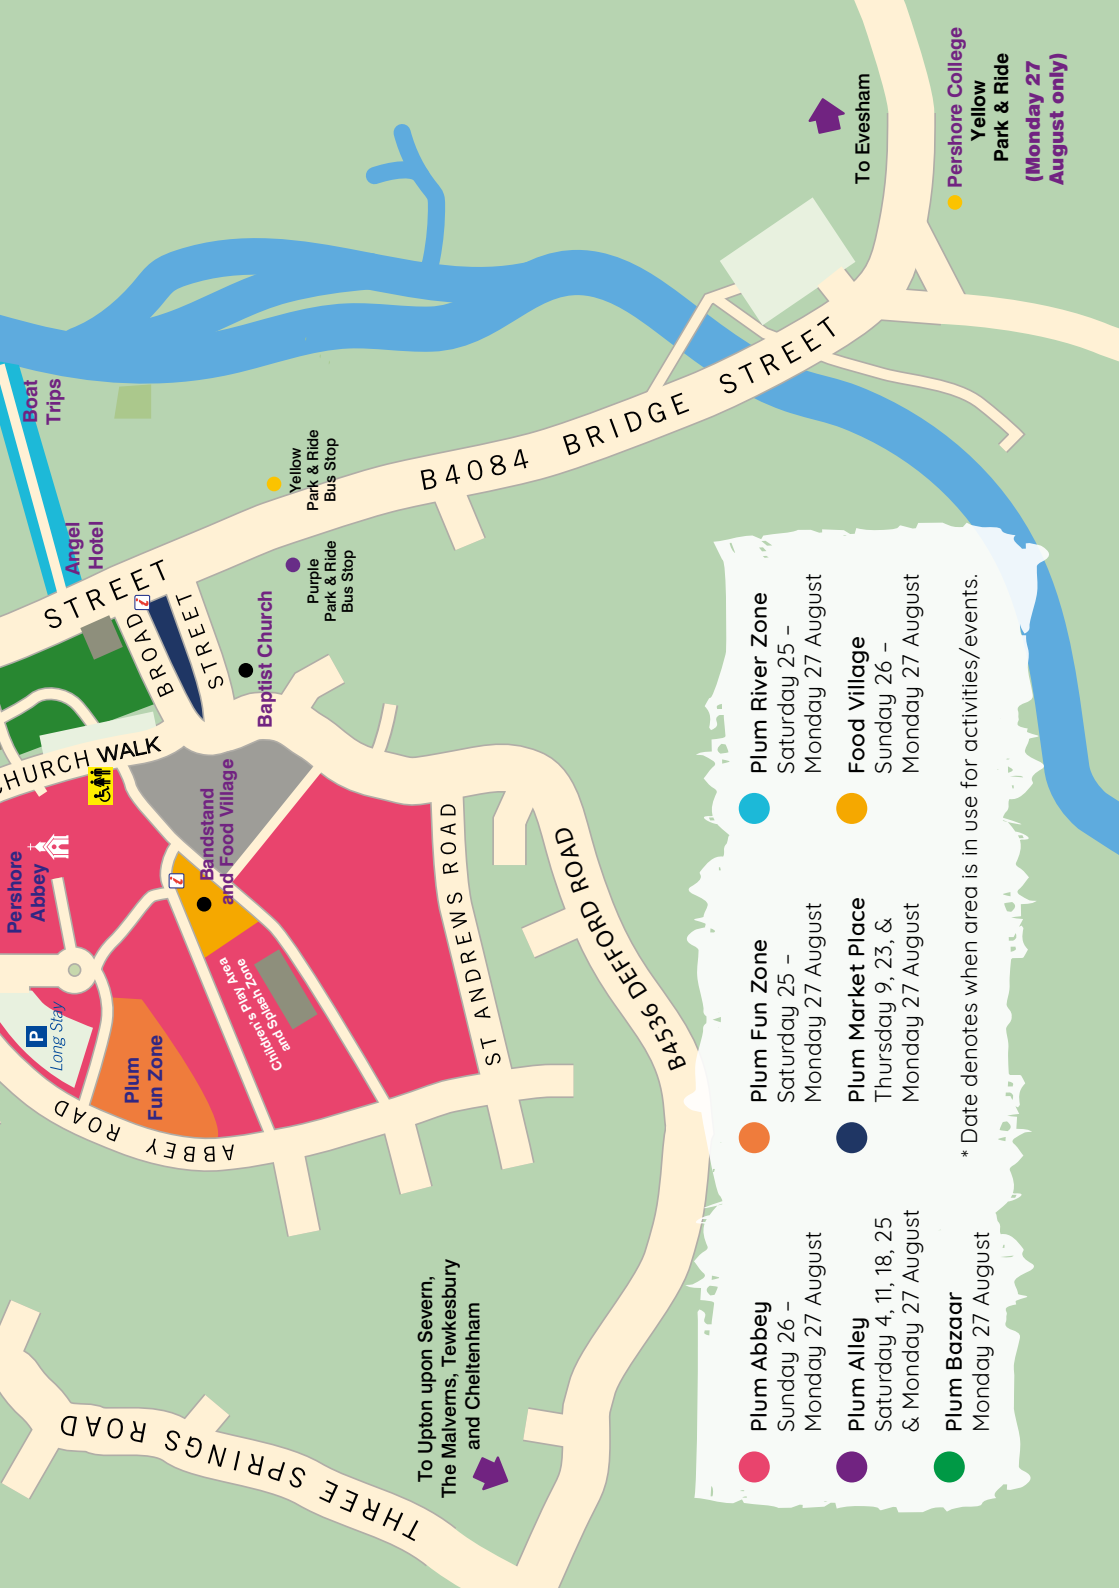 Boat
Trips
Angel
Hotel
STREET
BROAD
STREET
i
Baptist Church
Yellow
Park & Ride
Bus Stop
Purple
Park & Ride
Bus Stop
B4084 BRIDGE STREET
To Evesham
Pershore College
Yellow
Park & Ride
(Monday 27
August only)
CHURCH WALK
Pershore
Abbey
i
Bandstand
and Food Village
Children's Play Area
and Splash Zone
P
Long Stay
Plum
Fun Zone
ABBEY ROAD
ST ANDREWS ROAD
B4536 DEFFORD ROAD
THREE SPRINGS ROAD
To Upton upon Severn,
The Malverns, Tewkesbury
and Cheltenham
Plum Abbey
Sunday 26 –
Monday 27 August
Plum Alley
Saturday 4, 11, 18, 25
& Monday 27 August
Plum Bazaar
Monday 27 August
Plum Fun Zone
Saturday 25 –
Monday 27 August
Plum Market Place
Thursday 9, 23, &
Monday 27 August
Plum River Zone
Saturday 25 –
Monday 27 August
Food Village
Sunday 26 –
Monday 27 August
* Date denotes when area is in use for activities/events.